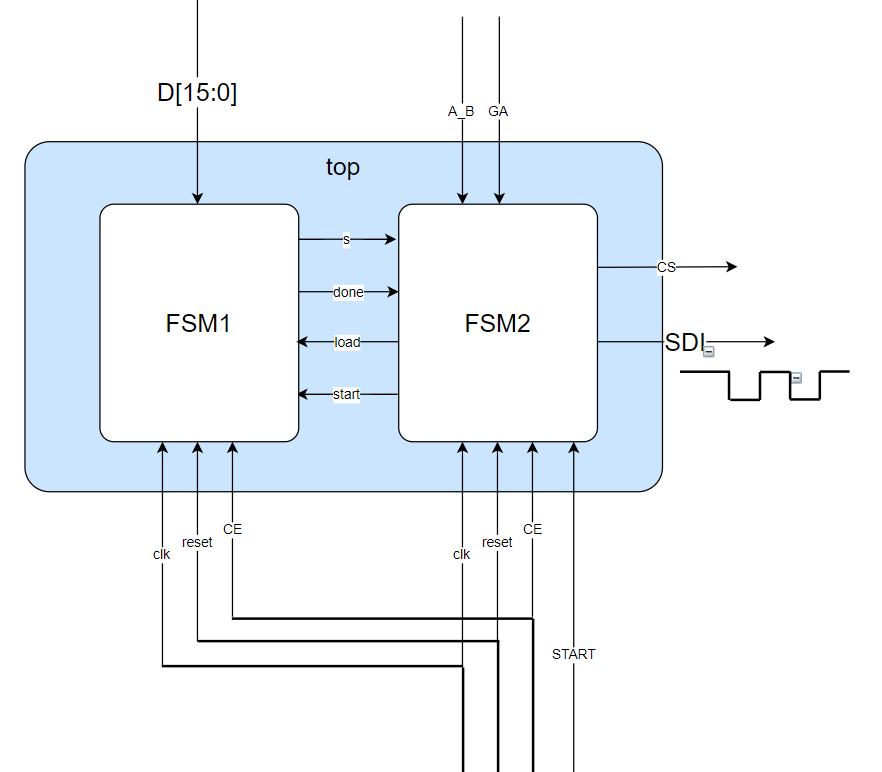 D[15:0]
A_B
GA
top
s
done
FSM1
FSM2
load
start
CS
SDI
clk
reset
CE
clk
reset
CE
START